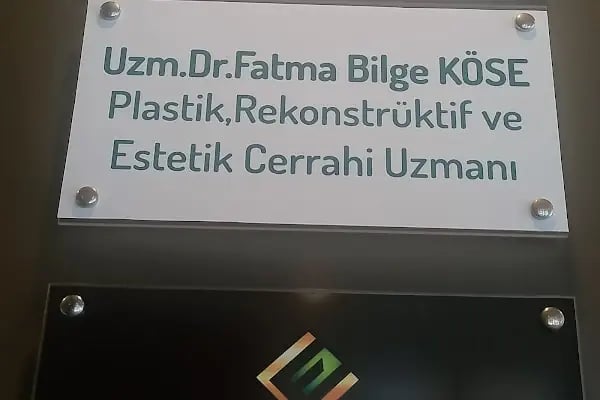 Uzm.Dr.Fatma Bilge KÖSE
Plastik,Rekonstrüktif ve
Estetik Cerrahi Uzmanı